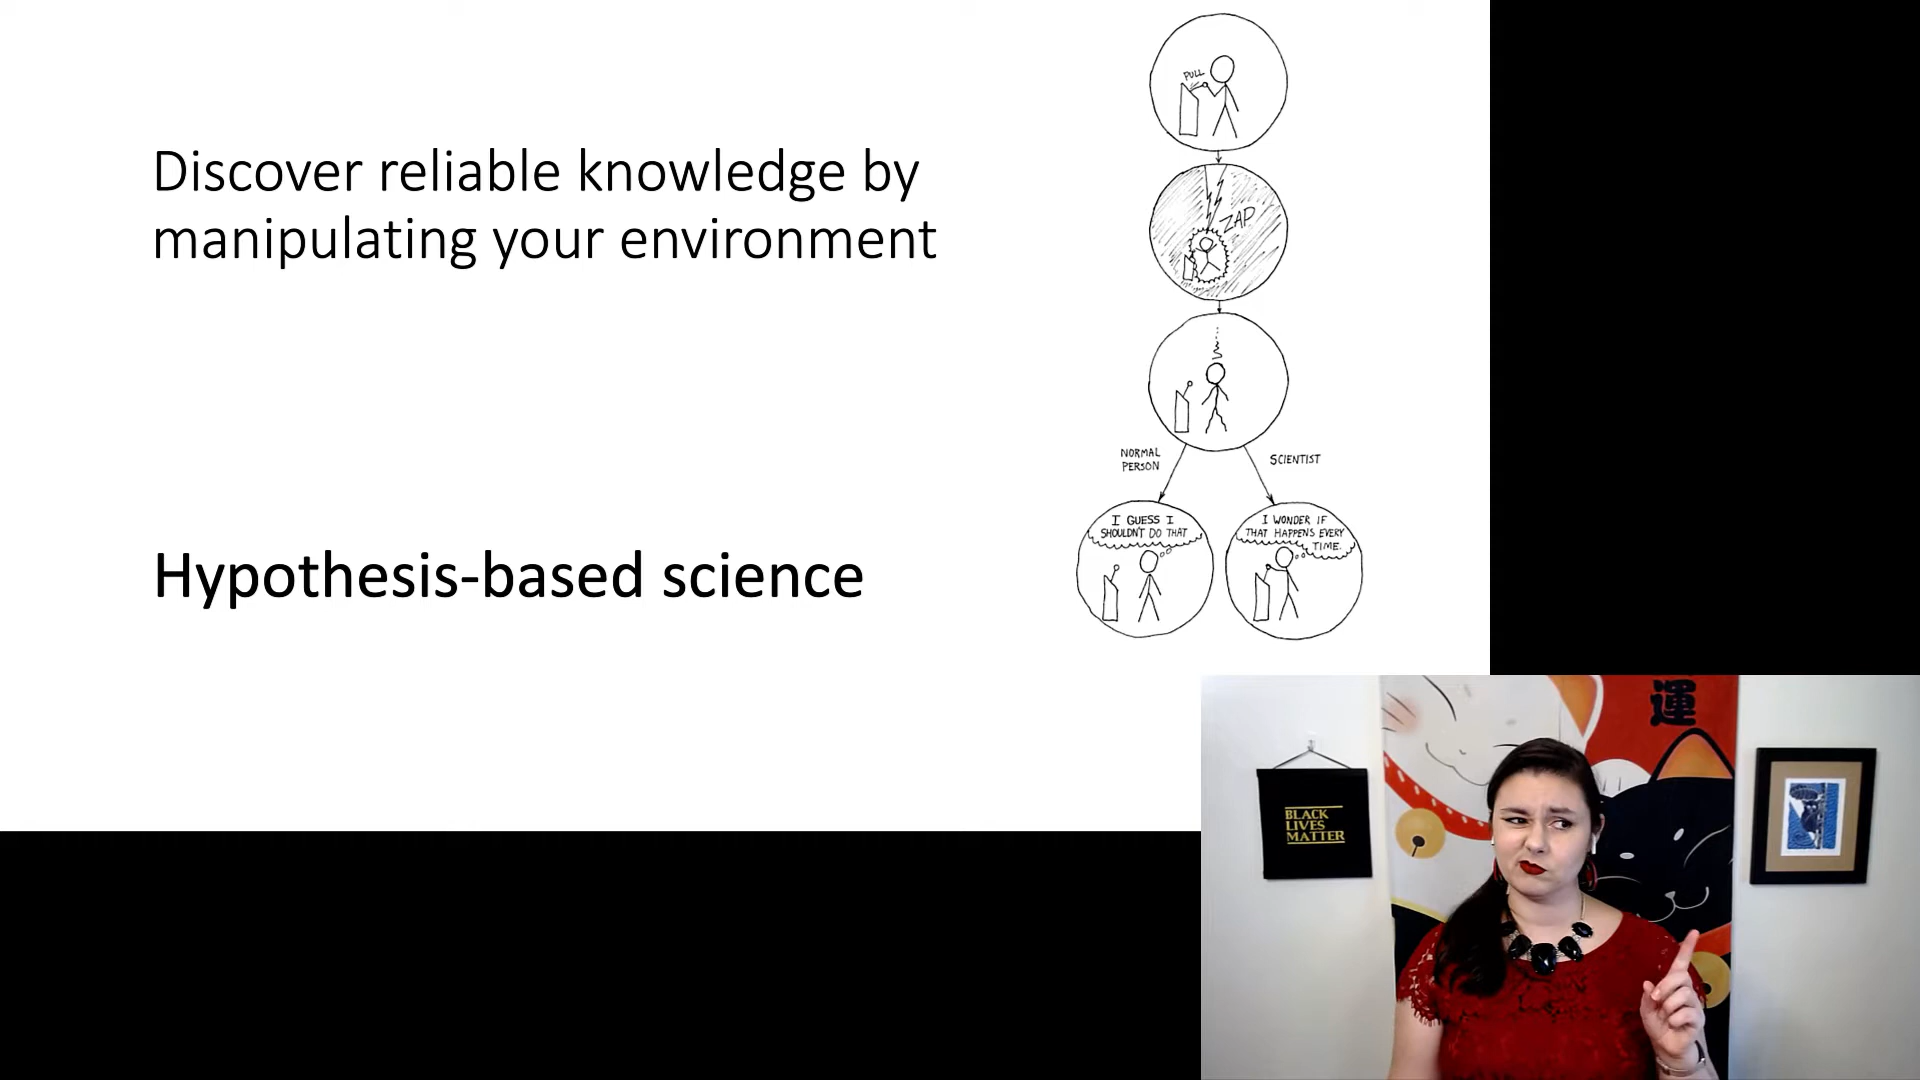 Discover reliable knowledge by
manipulating your environment
Hypothesis-based science
PULL
ZAP
NORMAL
PERSON
SCIENTIST
I GUESS I
SHOULDN'T DO THAT
I WONDER IF
THAT HAPPENS EVERY
TIME.
運
BLACK
LIVES
MATTER